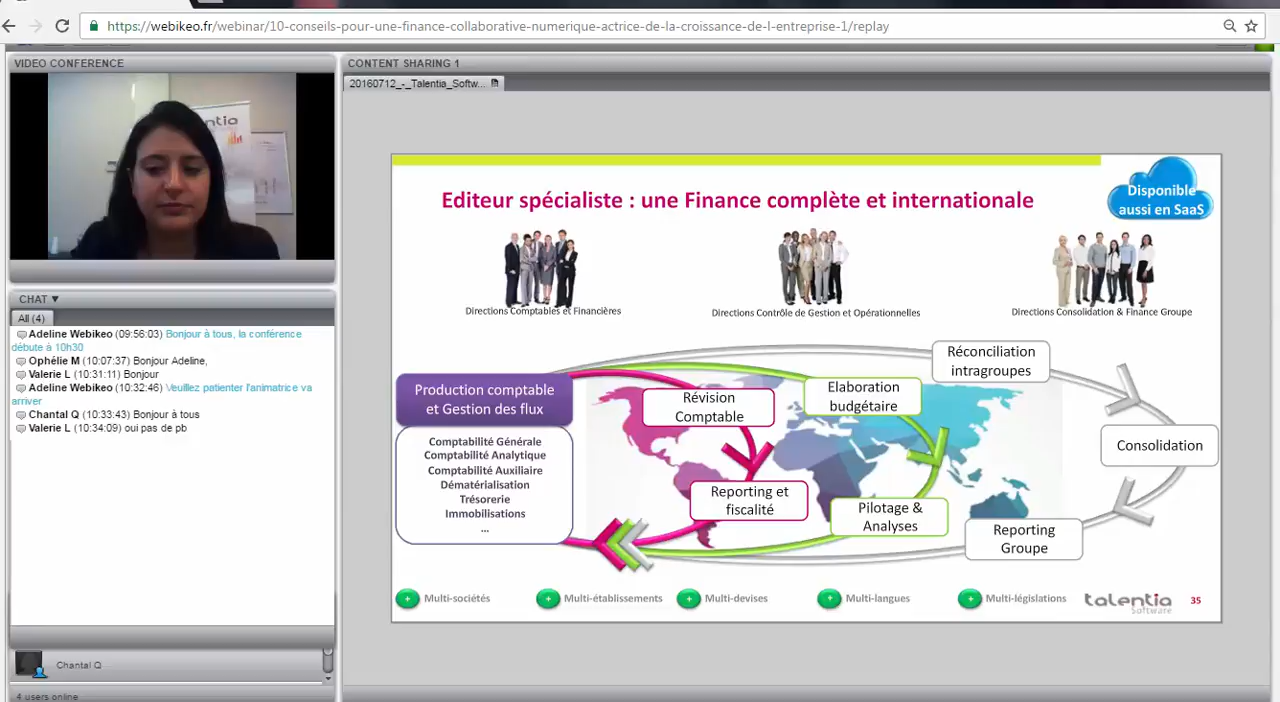 https://webikeo.fr/webinar/10-conseils-pour-une-finance-collaborative-numerique-actrice-de-la-croissance-de-l-entreprise-1/replay
VIDEO CONFERENCE
ntia
CHAT ▼
All (4)
Adeline Webikeo (09:56:03) Bonjour à tous, la conférence
débute à 10h30
Ophélie M (10:07:37) Bonjour Adeline,
Valerie L (10:31:11) Bonjour
Adeline Webikeo (10:32:46) Veuillez patienter l'animatrice va
arriver
Chantal Q (10:33:43) Bonjour à tous
Valerie L (10:34:09) oui pas de pb
Chantal Q
4 users online
CONTENT SHARING 1
20160712_-_Talentia_Softw...
Editeur spécialiste : une Finance complète et internationale
Disponible
aussi en SaaS
Directions Comptables et Financières
Directions Contrôle de Gestion et Opérationnelles
Directions Consolidation & Finance Groupe
Production comptable
et Gestion des flux
Comptabilité Générale
Comptabilité Analytique
Comptabilité Auxiliaire
Dématérialisation
Trésorerie
Immobilisations
...
Révision
Comptable
Reporting et
fiscalité
Elaboration
budgétaire
Pilotage &
Analyses
Réconciliation
intragroupes
Consolidation
Reporting
Groupe
+ Multi-sociétés
+ Multi-établissements
+ Multi-devises
+ Multi-langues
+ Multi-législations
talentia
Software
35